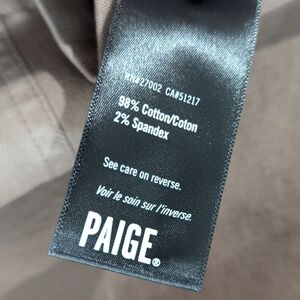 RN#27002 CA#51217
98% Cotton/Coton
2% Spandex
See care on reverse.
Voir le soin sur l'inverse.
PAIGE®